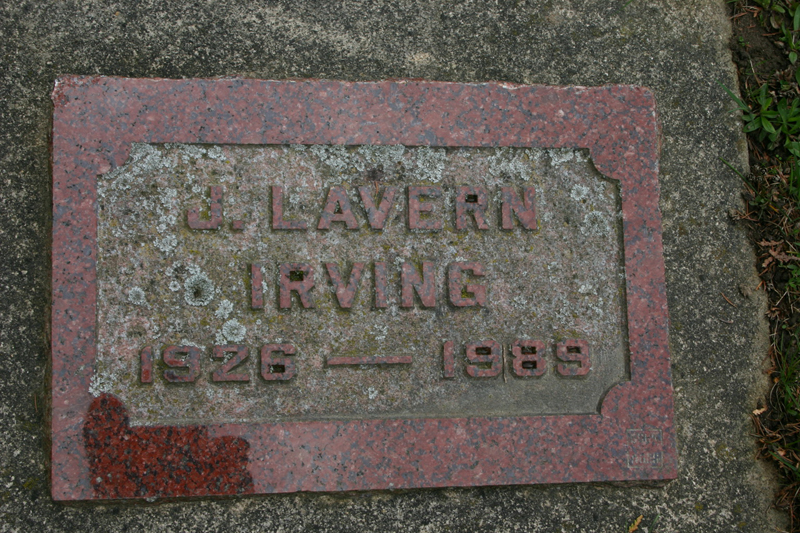 J. LAVERN
IRVING
1926 — 1989